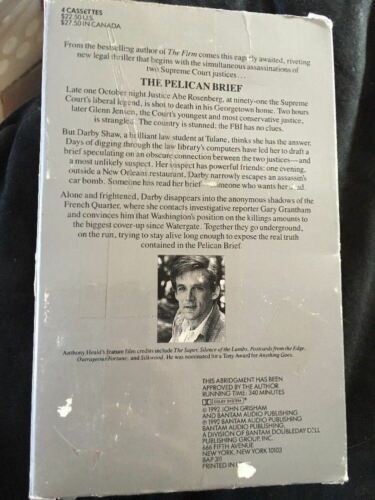 4 CASSETTES
$22.50 U.S.
$27.50 IN CANADA
From the bestselling author of The Firm comes this eagerly awaited, riveting
new legal thriller that begins with the simultaneous assassinations of
two Supreme Court justices...
THE PELICAN BRIEF
Late one October night Justice Abe Rosenberg, at ninety-one the Supreme
Court's liberal legend, is shot to death in his Georgetown home. Two hours
later Glenn Jensen, the Court's youngest and most conservative justice,
is strangled. The country is stunned; the FBI has no clues.
But Darby Shaw, a brilliant law student at Tulane, thinks she has the answer.
Days of digging through the law library's computers have led her to draft a
brief speculating on an obscure connection between the two justices—and
a most unlikely suspect. Her suspect has powerful friends: one evening,
outside a New Orleans restaurant, Darby narrowly escapes an assassin's
car bomb. Someone has read her brief—someone who wants her dead.
Alone and frightened, Darby disappears into the anonymous shadows of the
French Quarter, where she contacts investigative reporter Gary Grantham
and convinces him that Washington's position on the killings amounts to
the biggest cover-up since Watergate. Together they go underground,
on the run, trying to stay alive long enough to expose the real truth
contained in the Pelican Brief.
Anthony Heald's feature film credits include The Super, Silence of the Lambs, Postcards from the Edge,
Outrageous Fortune, and Silkwood. He was nominated for a Tony Award for Anything Goes.
THIS ABRIDGMENT HAS BEEN
APPROVED BY THE AUTHOR
RUNNING TIME: 340 MINUTES
DOLBY SYSTEM
© 1992 JOHN GRISHAM
AND BANTAM AUDIO PUBLISHING
℗ 1992 BANTAM AUDIO PUBLISHING
BANTAM AUDIO PUBLISHING,
A DIVISION OF BANTAM DOUBLEDAY DELL
PUBLISHING GROUP, INC.
666 FIFTH AVENUE
NEW YORK, NEW YORK 10103
BAP 311
PRINTED IN